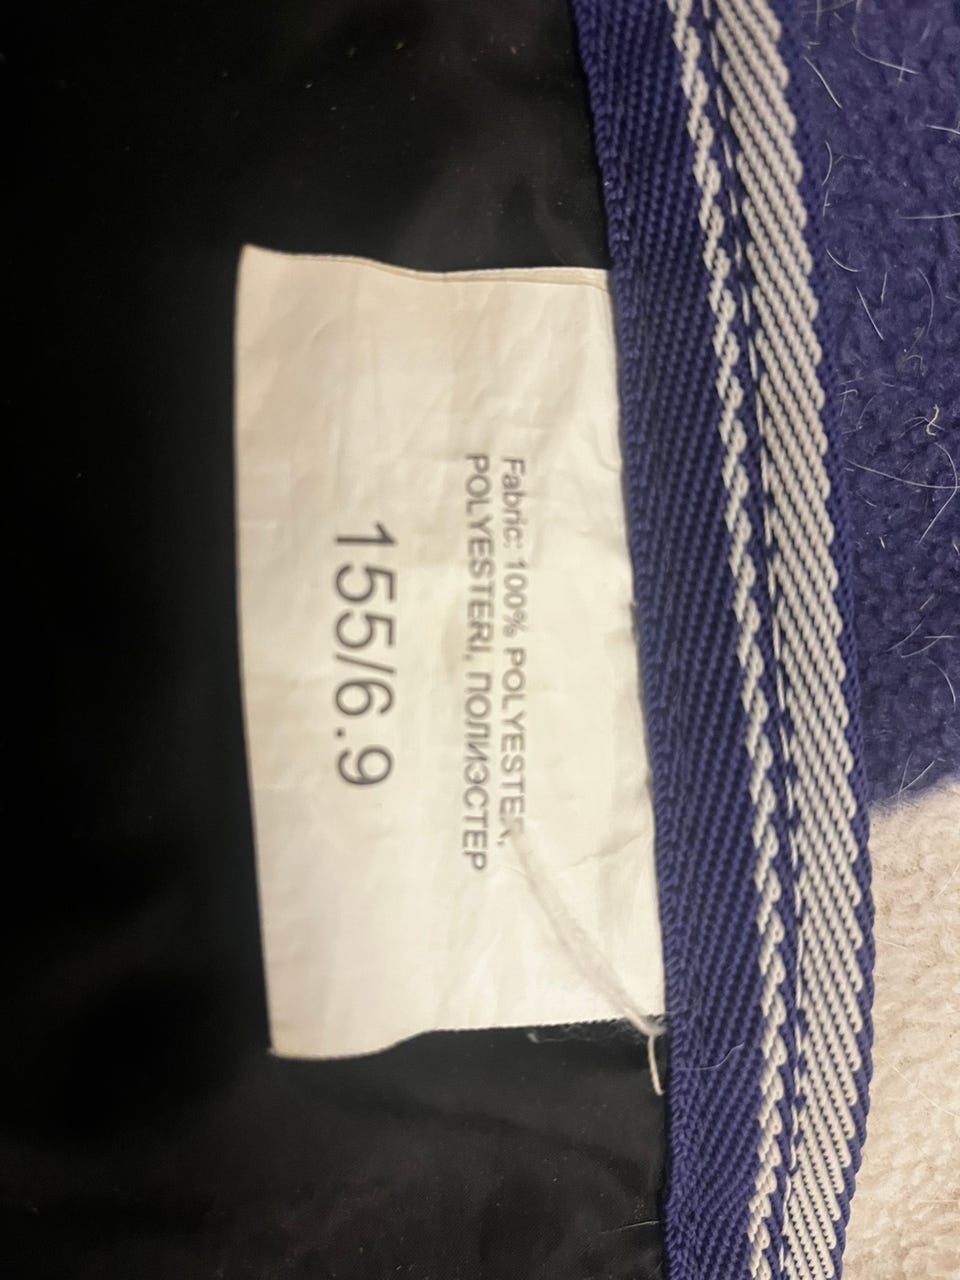 Fabric: 100% POLYESTER,
POLYESTERI, ПОЛИЭСТЕР
155/6.9